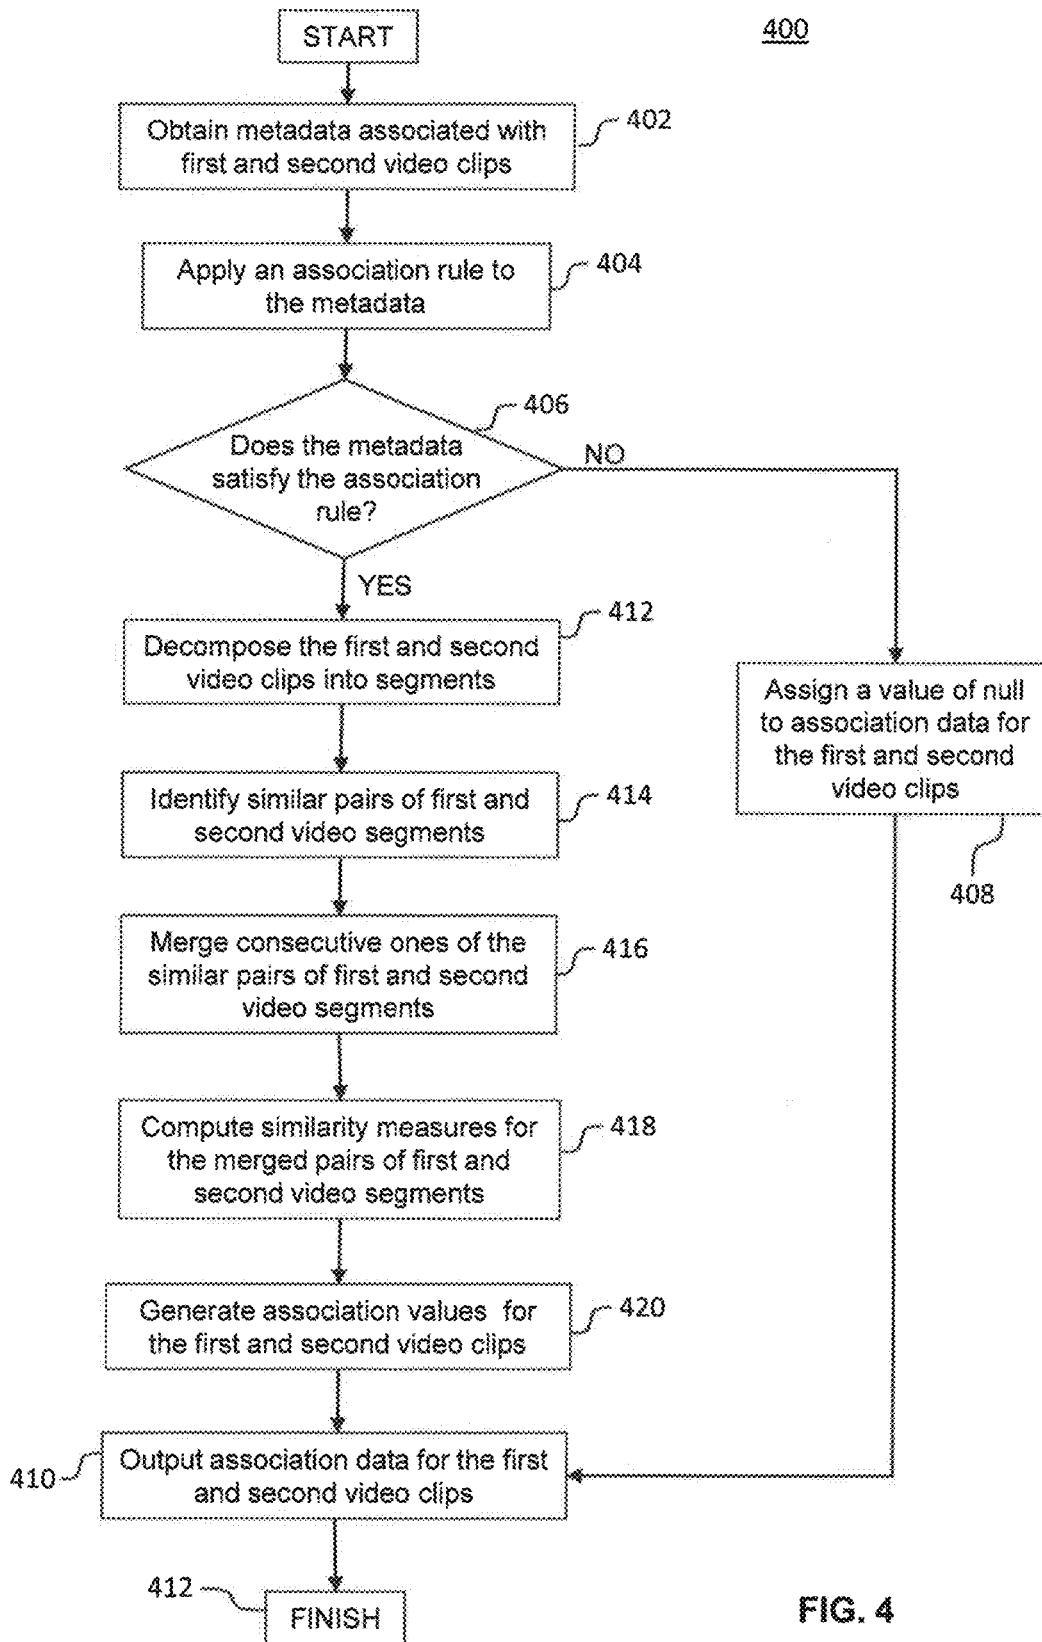 START
400
Obtain metadata associated with
first and second video clips
402
Apply an association rule to
the metadata
404
406
Does the metadata
satisfy the association
rule?
NO
YES
412
Decompose the first and second
video clips into segments
Assign a value of null
to association data for
the first and second
video clips
408
Identify similar pairs of first and
second video segments
414
Merge consecutive ones of the
similar pairs of first and second
video segments
416
Compute similarity measures for
the merged pairs of first and
second video segments
418
Generate association values for
the first and second video clips
420
Output association data for the first
and second video clips
410
412
FINISH
FIG. 4